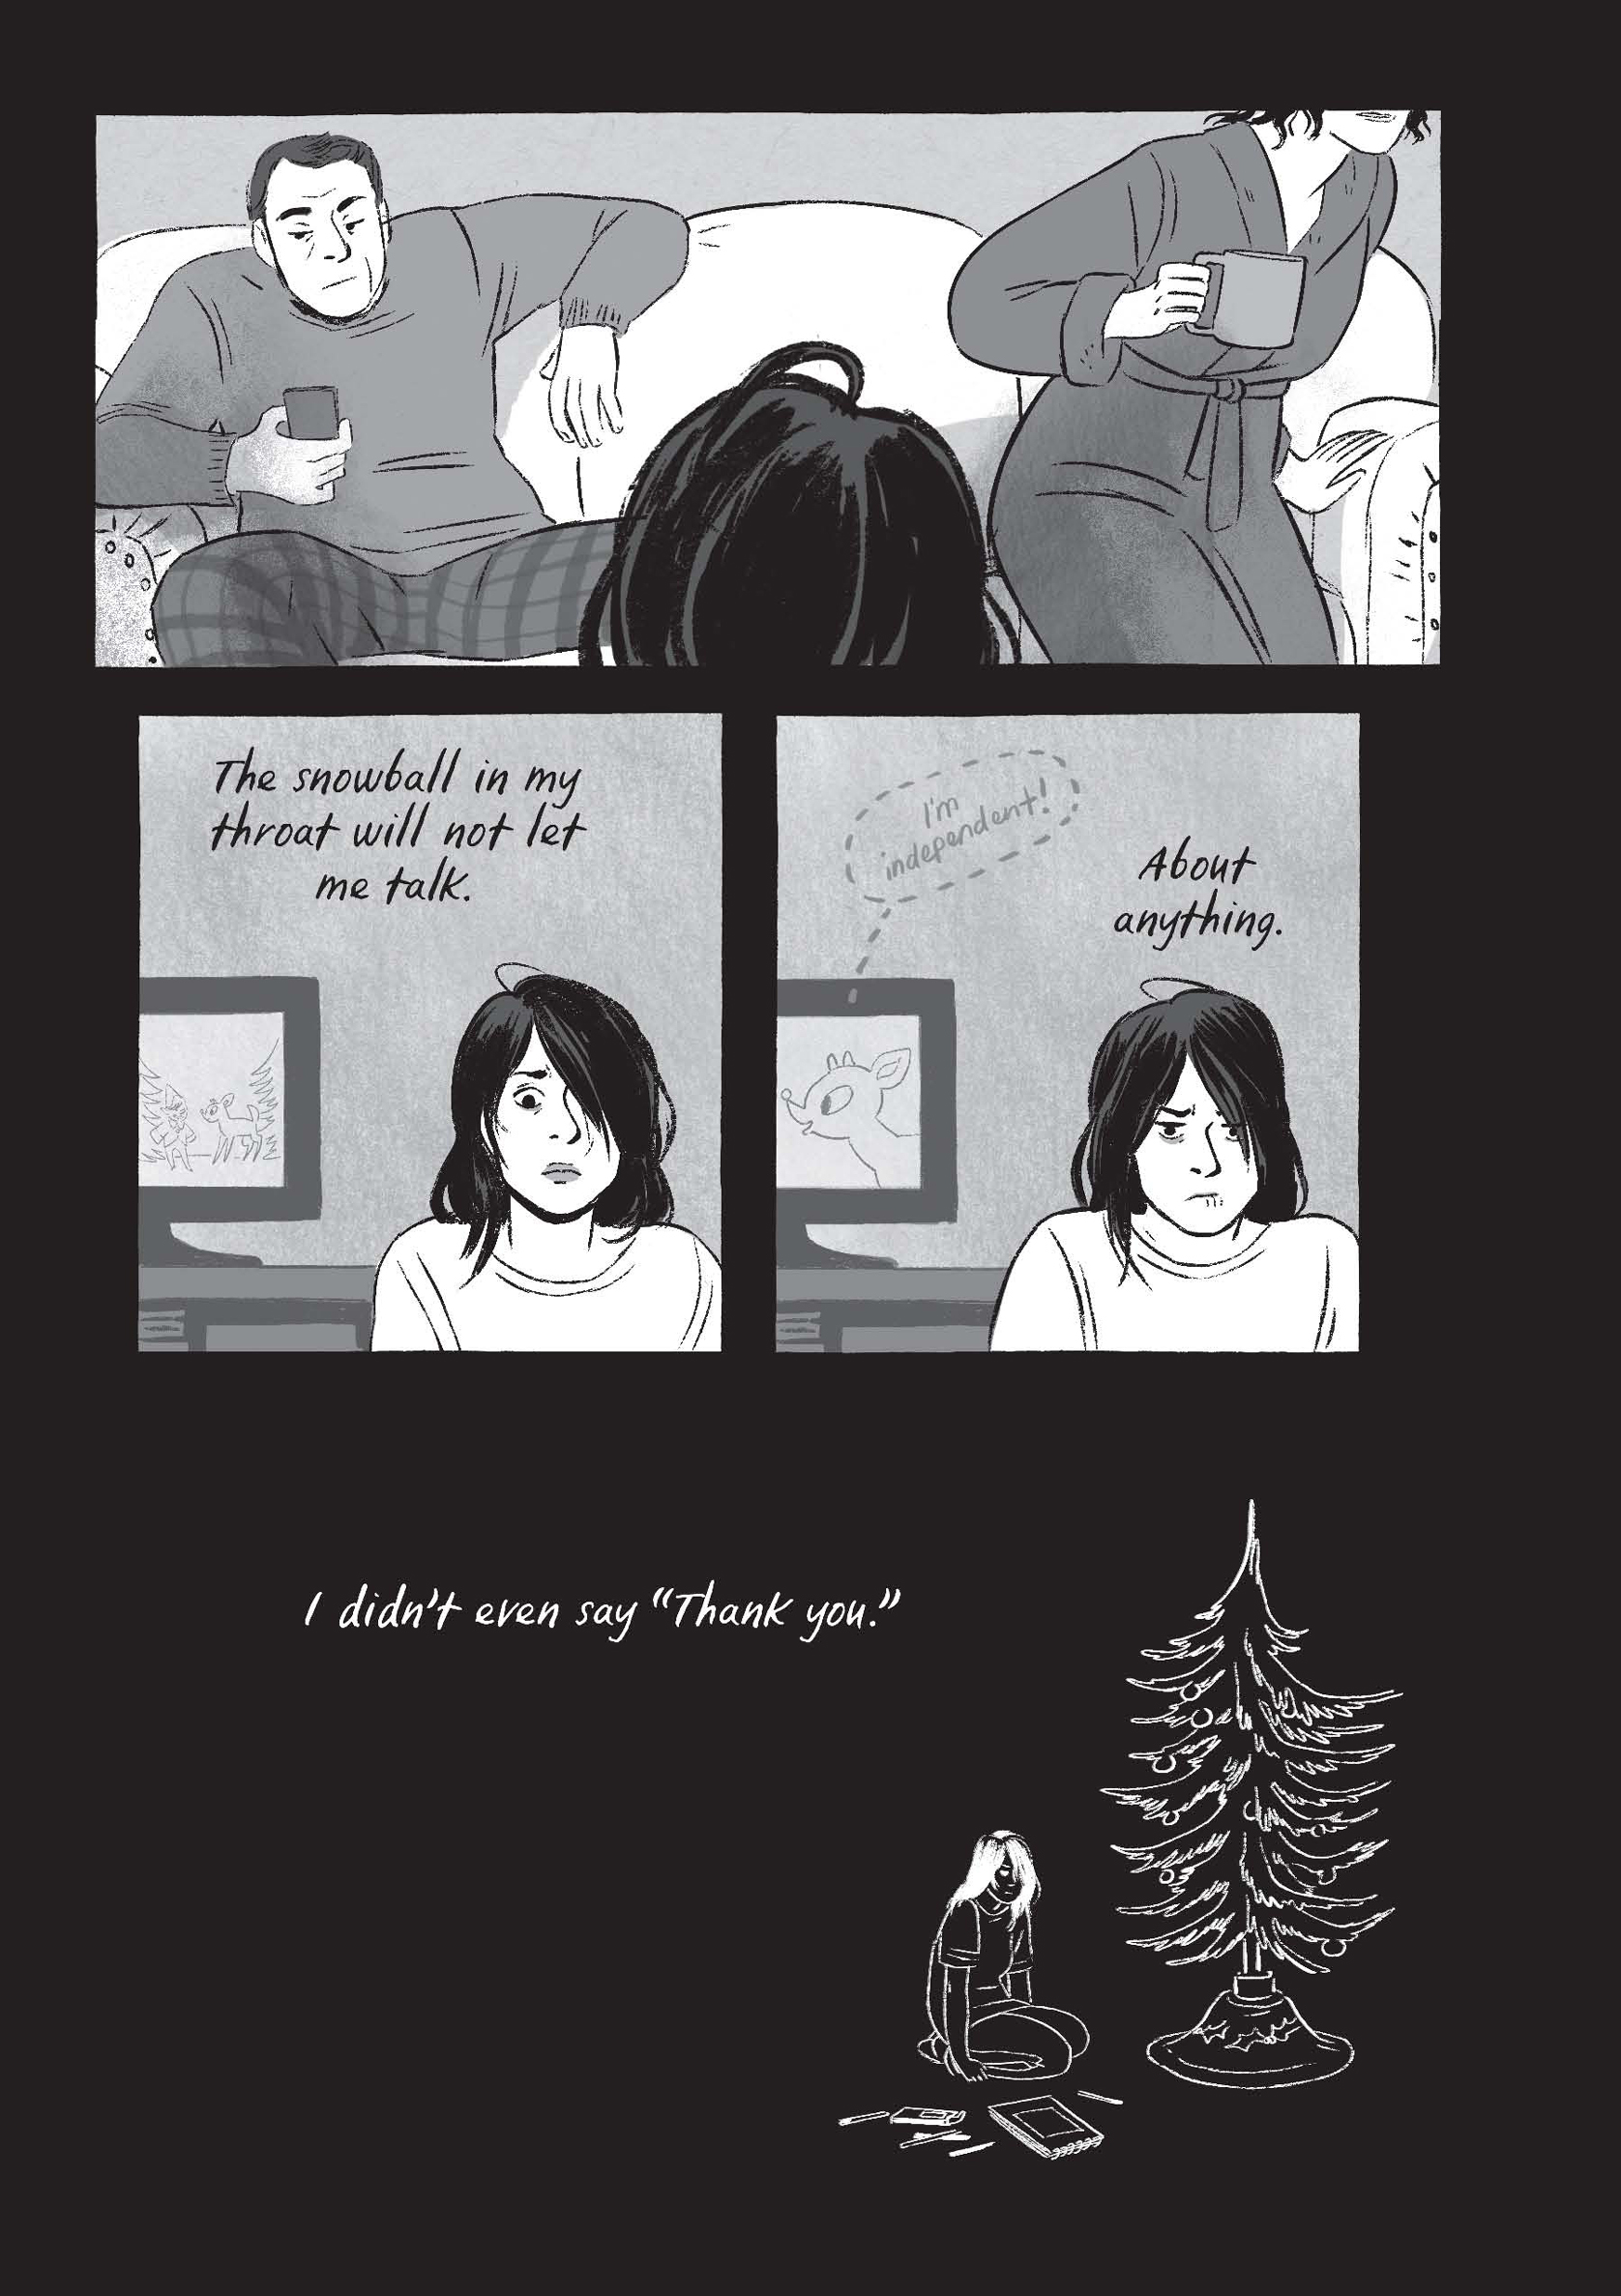 The snowball in my
throat will not let
me talk.
I'm
independent!
About
anything.
I didn't even say "Thank you."